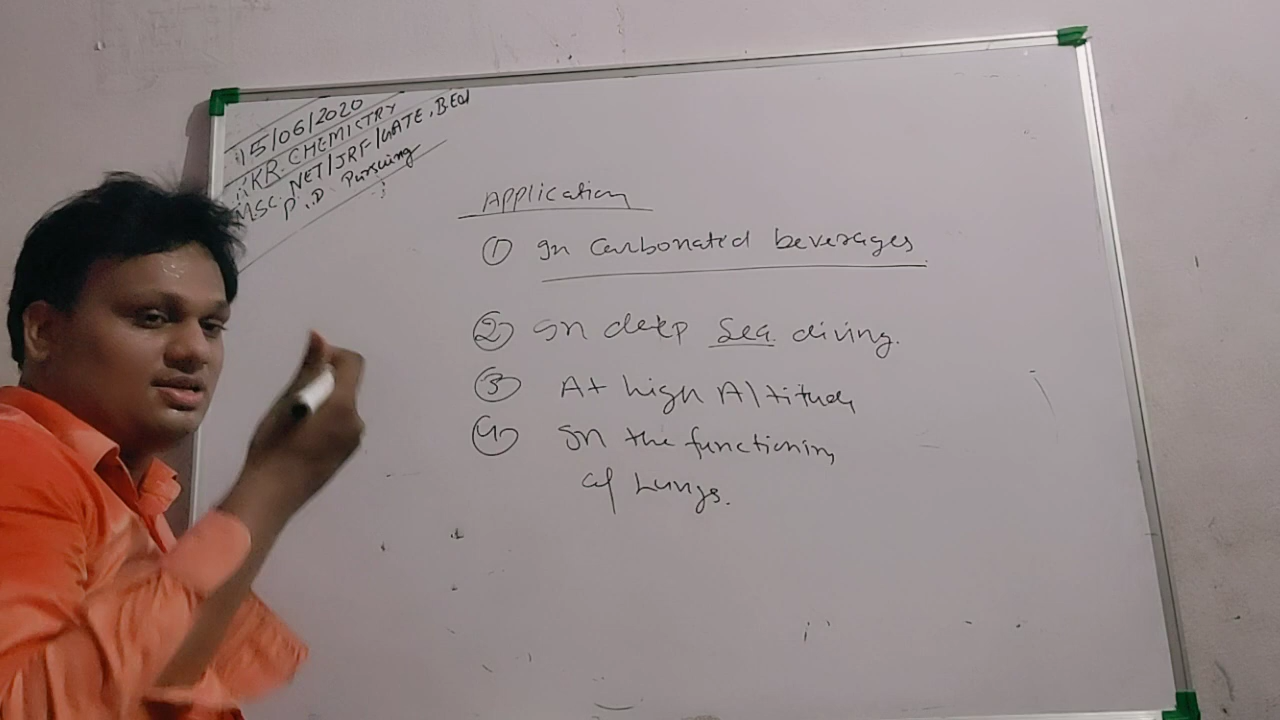 15/06/2020
KR. CHEMISTRY
MSC. NET/JRF/GATE, B.Ed
P..D Pursuing
Application
① In Carbonated beverages
② In deep Sea diving.
③ At high Altitude
④ In the functioning
of Lungs.